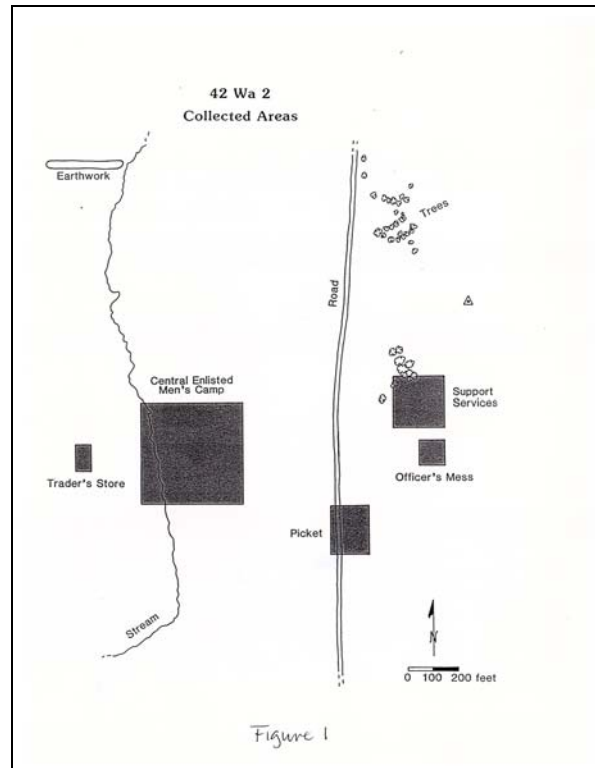 42 Wa 2
Collected Areas
Earthwork
Trees
Road
Central Enlisted
Men's Camp
Support
Services
Trader's Store
Officer's Mess
Picket
Stream
N
0 100 200 feet
Figure 1